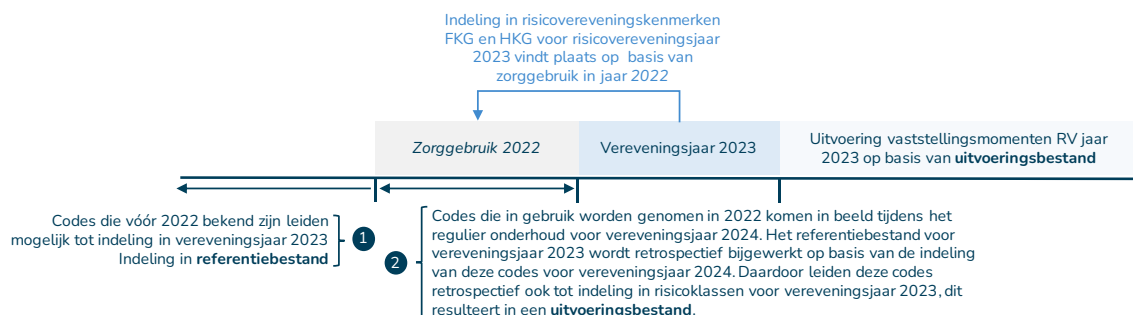 Indeling in risicovereveningskenmerken
FKG en HKG voor risicovereveningsjaar
2023 vindt plaats op basis van
zorggebruik in jaar 2022
Zorggebruik 2022
Vereveningsjaar 2023
Uitvoering vaststellingsmomenten RV jaar
2023 op basis van uitvoeringsbestand
Codes die vóór 2022 bekend zijn leiden
mogelijk tot indeling in vereveningsjaar 2023
Indeling in referentiebestand
1
2
Codes die in gebruik worden genomen in 2022 komen in beeld tijdens het
regulier onderhoud voor vereveningsjaar 2024. Het referentiebestand voor
vereveningsjaar 2023 wordt retrospectief bijgewerkt op basis van de indeling
van deze codes voor vereveningsjaar 2024. Daardoor leiden deze codes
retrospectief ook tot indeling in risicoklassen voor vereveningsjaar 2023, dit
resulteert in een uitvoeringsbestand.